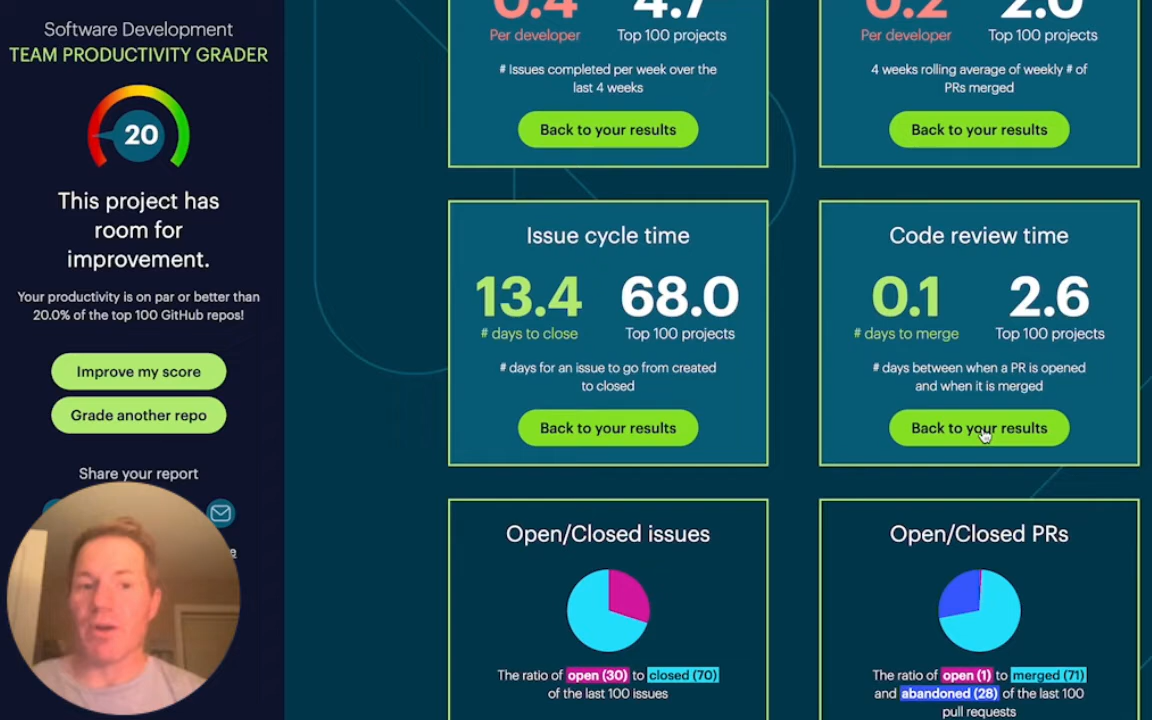 Software Development
TEAM PRODUCTIVITY GRADER
20
This project has
room for
improvement.
Your productivity is on par or better than
20.0% of the top 100 GitHub repos!
Improve my score
Grade another repo
Share your report
0.4 4.7
Per developer Top 100 projects
# Issues completed per week over the
last 4 weeks
Back to your results
0.2 2.0
Per developer Top 100 projects
4 weeks rolling average of weekly # of
PRs merged
Back to your results
Issue cycle time
13.4 68.0
# days to close Top 100 projects
# days for an issue to go from created
to closed
Back to your results
Code review time
0.1 2.6
# days to merge Top 100 projects
# days between when a PR is opened
and when it is merged
Back to your results
Open/Closed issues
The ratio of open (30) to closed (70)
of the last 100 issues
Open/Closed PRs
The ratio of open (1) to merged (71)
and abandoned (28) of the last 100
pull requests